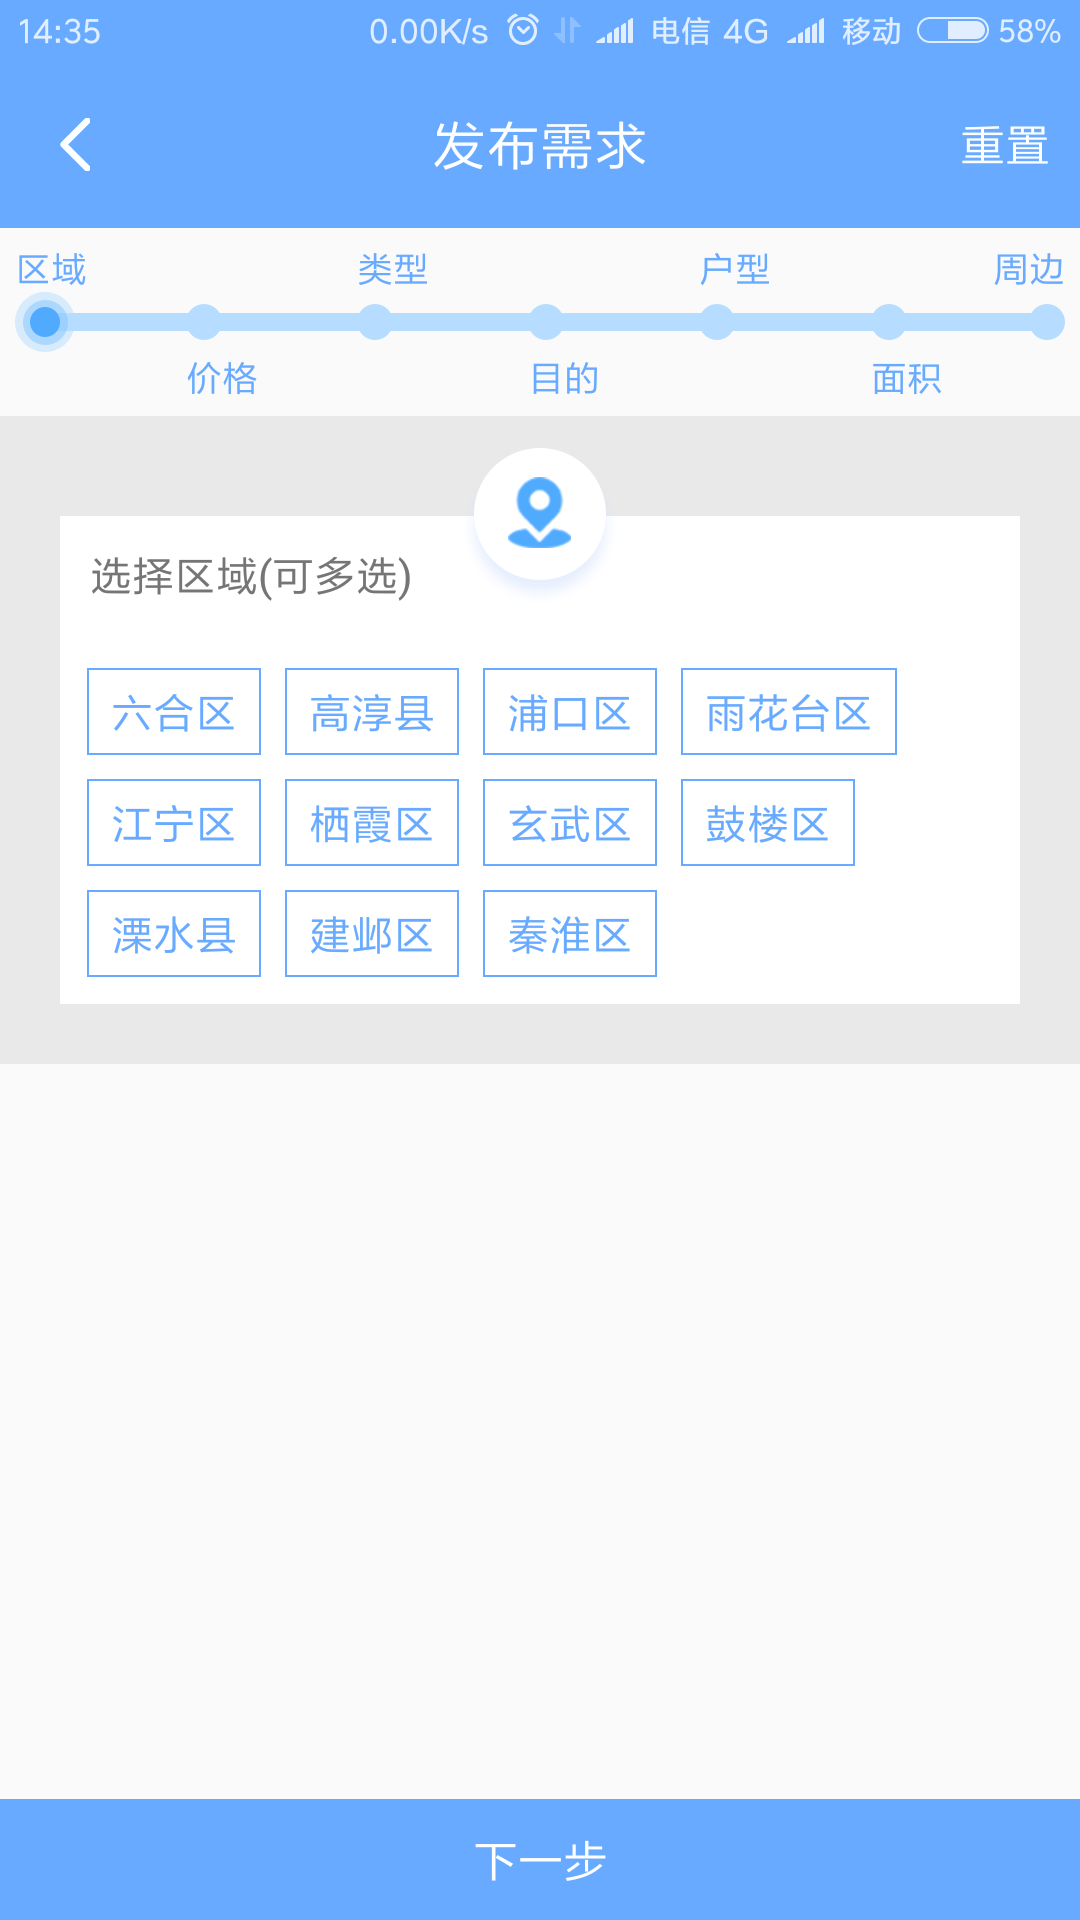 14:35 0.00K/s 电信 4G 移动 58%
发布需求 重置
区域 类型 户型 周边
价格 目的 面积
选择区域(可多选)
六合区 高淳县 浦口区 雨花台区
江宁区 栖霞区 玄武区 鼓楼区
溧水县 建邺区 秦淮区
下一步